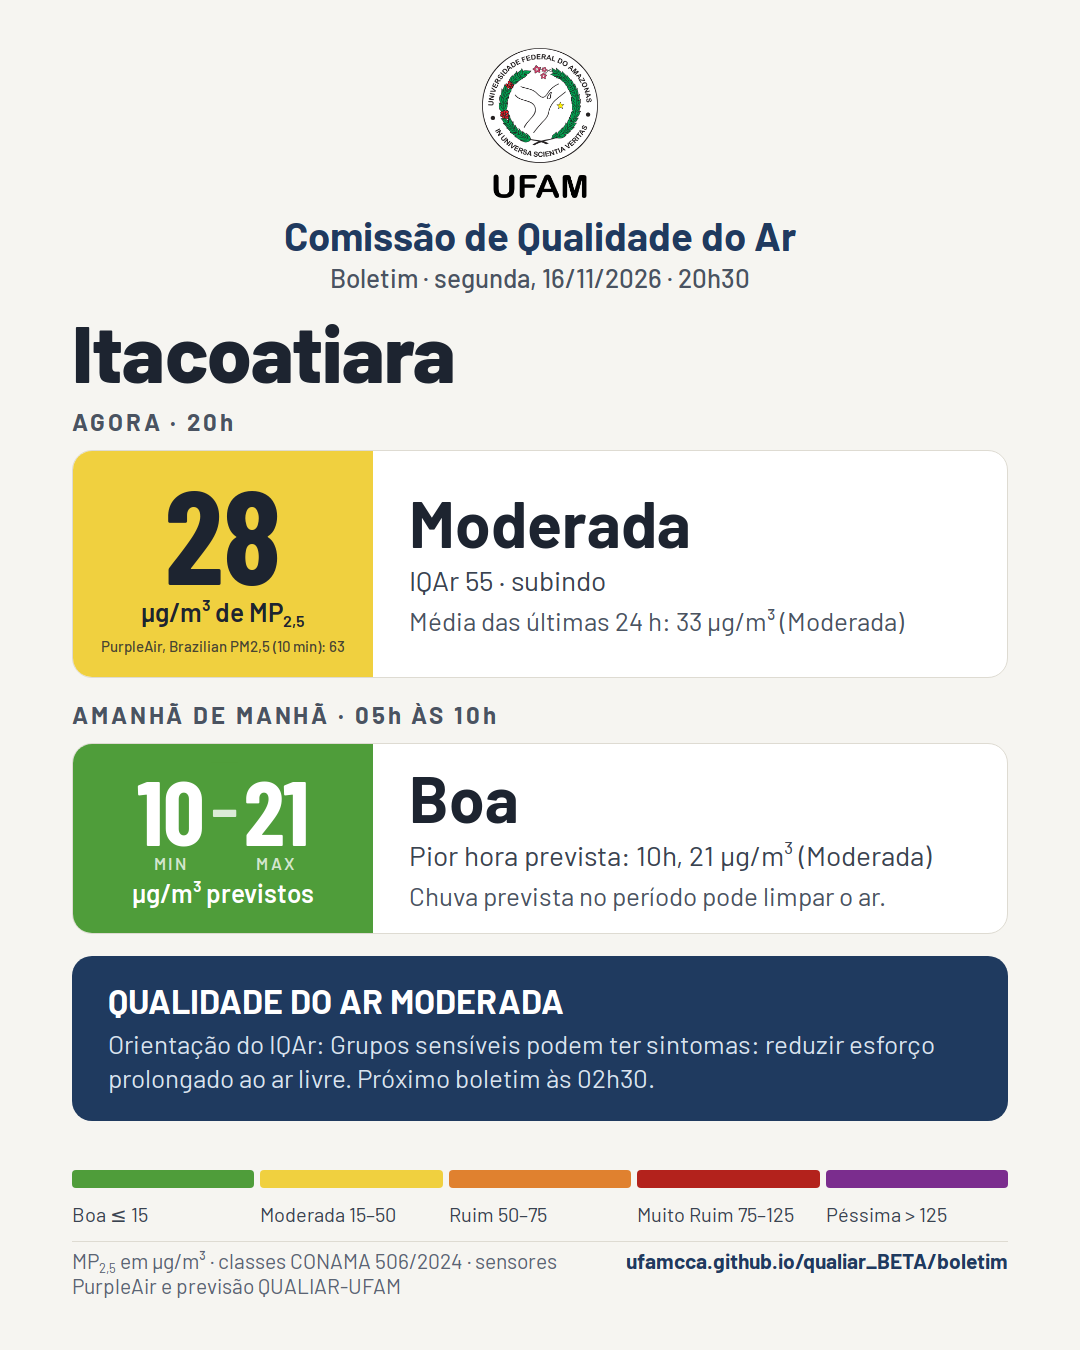 UNIVERSIDADE FEDERAL DO AMAZONAS
IN UNIVERSA SCIENTIA VERITAS
UFAM
Comissão de Qualidade do Ar
Boletim · segunda, 16/11/2026 · 20h30
Itacoatiara
AGORA · 20h
28
µg/m³ de MP2,5
PurpleAir, Brazilian PM2,5 (10 min): 63
Moderada
IQAr 55 · subindo
Média das últimas 24 h: 33 µg/m³ (Moderada)
AMANHÃ DE MANHÃ · 05h ÀS 10h
10 – 21
MIN MAX
µg/m³ previstos
Boa
Pior hora prevista: 10h, 21 µg/m³ (Moderada)
Chuva prevista no período pode limpar o ar.
QUALIDADE DO AR MODERADA
Orientação do IQAr: Grupos sensíveis podem ter sintomas: reduzir esforço
prolongado ao ar livre. Próximo boletim às 02h30.
Boa ≤ 15 Moderada 15–50 Ruim 50–75 Muito Ruim 75–125 Péssima > 125
MP2,5 em µg/m³ · classes CONAMA 506/2024 · sensores
PurpleAir e previsão QUALIAR-UFAM
ufamcca.github.io/qualiar_BETA/boletim